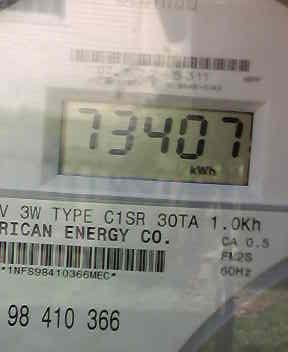 73407
kWh
V 3W TYPE C1SR 30TA 1.0Kh
RICAN ENERGY CO.
CA 0.5
FM2S
60Hz
*1NFS98410366MEC*
98 410 366